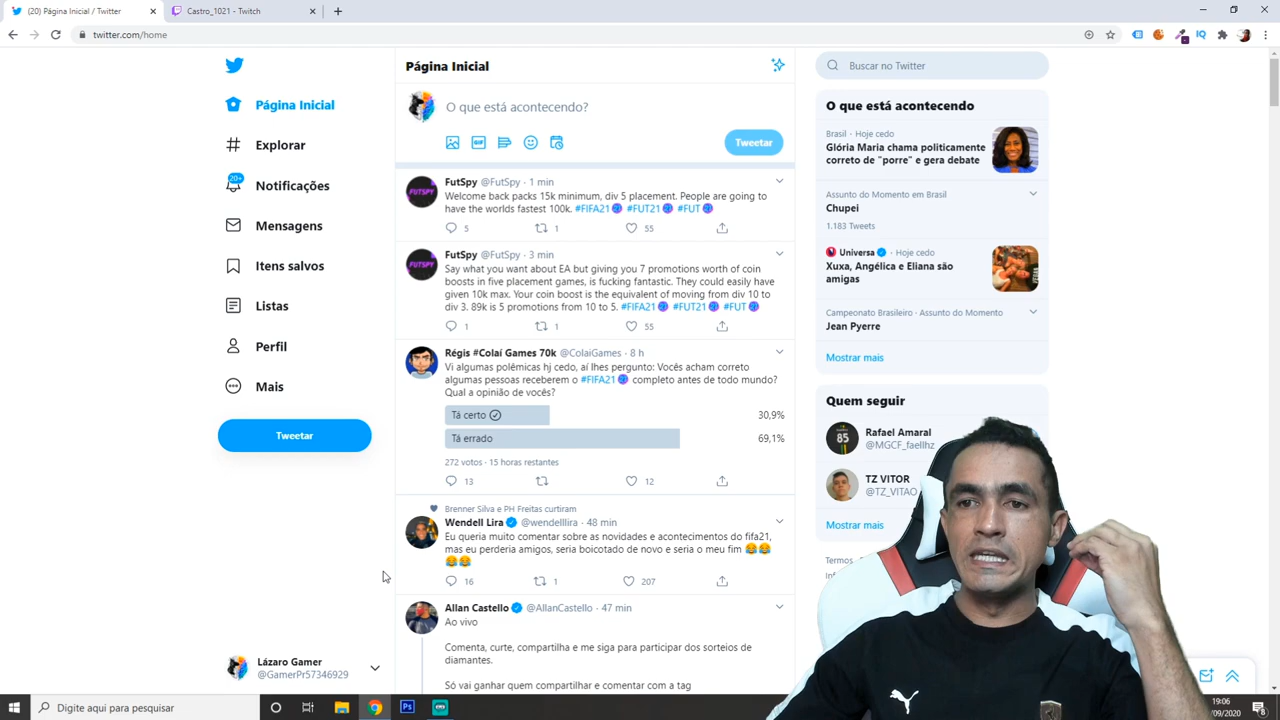 (20) Página Inicial / Twitter
Castro_1021 - Twitch
twitter.com/home
IQ
Página Inicial
Explorar
20+
Notificações
Mensagens
Itens salvos
Listas
Perfil
Mais
Tweetar
Lázaro Gamer
@GamerPr57346929
Página Inicial
O que está acontecendo?
GIF
Tweetar
FUTSPY
FutSpy @FutSpy · 1 min
Welcome back packs 15k minimum, div 5 placement. People are going to
have the worlds fastest 100k. #FIFA21 #FUT21 #FUT
5 1 55
FUTSPY
FutSpy @FutSpy · 3 min
Say what you want about EA but giving you 7 promotions worth of coin
boosts in five placement games, is fucking fantastic. They could easily have
given 10k max. Your coin boost is the equivalent of moving from div 10 to
div 3. 89k is 5 promotions from 10 to 5. #FIFA21 #FUT21 #FUT
1 1 55
Régis #Colaí Games 70k @ColaiGames · 8 h
Vi algumas polêmicas hj cedo, aí lhes pergunto: Vocês acham correto
algumas pessoas receberem o #FIFA21 completo antes de todo mundo?
Qual a opinião de vocês?
Tá certo 30,9%
Tá errado 69,1%
272 votos · 15 horas restantes
13 12
Brenner Silva e PH Freitas curtiram
Wendell Lira @wendelllira · 48 min
Eu queria muito comentar sobre as novidades e acontecimentos do fifa21,
mas eu perderia amigos, seria boicotado de novo e seria o meu fim 😂😂
😂😂
16 1 207
Allan Castello @AllanCastello · 47 min
Ao vivo
Comenta, curte, compartilha e me siga para participar dos sorteios de
diamantes.
Só vai ganhar quem compartilhar e comentar com a tag
Buscar no Twitter
O que está acontecendo
Brasil · Hoje cedo
Glória Maria chama politicamente
correto de "porre" e gera debate
Assunto do Momento em Brasil
Chupei
1.183 Tweets
Universa · Hoje cedo
Xuxa, Angélica e Eliana são
amigas
Campeonato Brasileiro · Assunto do Momento
Jean Pyerre
Mostrar mais
Quem seguir
85
Rafael Amaral
@MGCF_faellhz
TZ VITOR
@TZ_VITAO
Mostrar mais
Termos
Digite aqui para pesquisar
Ps
19:06
/09/2020
8